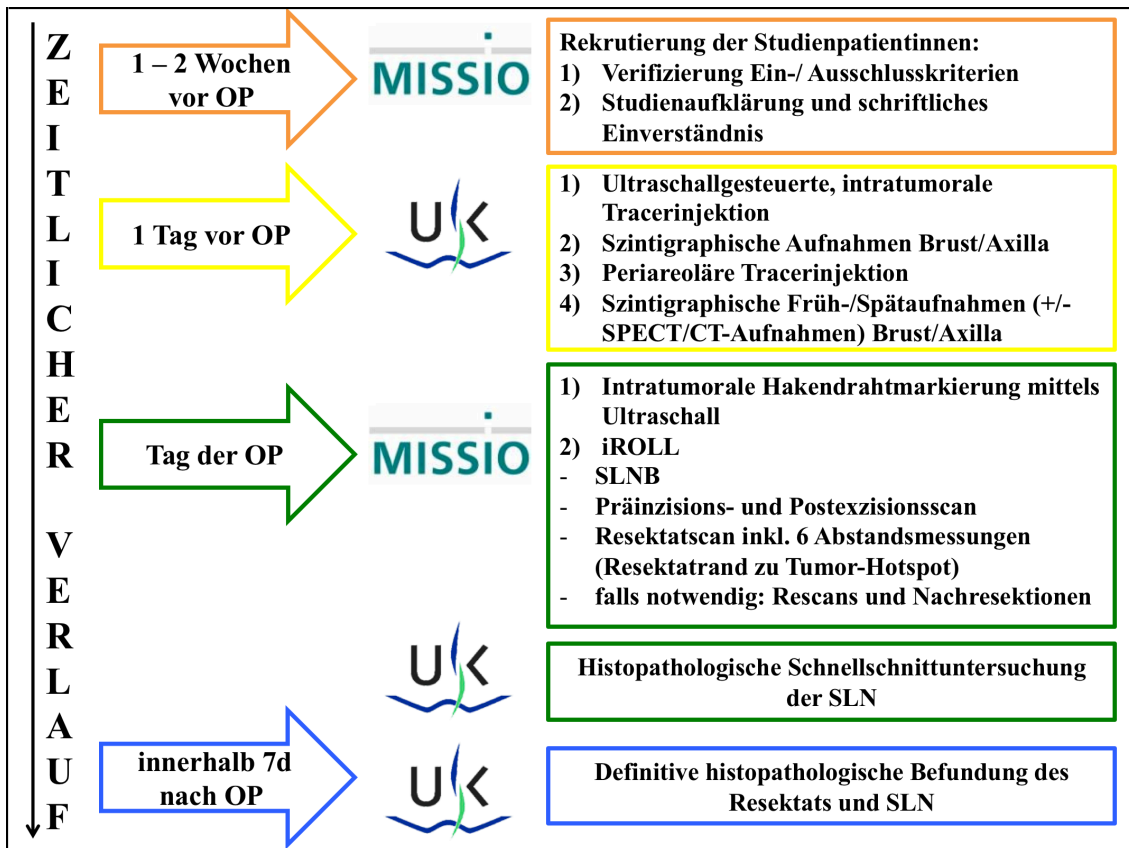 ZEITLICHER VERLAUF
1 – 2 Wochen
vor OP
MISSIO
Rekrutierung der Studienpatientinnen:
1) Verifizierung Ein-/ Ausschlusskriterien
2) Studienaufklärung und schriftliches
Einverständnis
1 Tag vor OP
UK
1) Ultraschallgesteuerte, intratumorale
Tracerinjektion
2) Szintigraphische Aufnahmen Brust/Axilla
3) Periareoläre Tracerinjektion
4) Szintigraphische Früh-/Spätaufnahmen (+/-
SPECT/CT-Aufnahmen) Brust/Axilla
Tag der OP
MISSIO
1) Intratumorale Hakendrahtmarkierung mittels
Ultraschall
2) iROLL
- SLNB
- Präinzisions- und Postexzisionsscan
- Resektatscan inkl. 6 Abstandsmessungen
(Resektatrand zu Tumor-Hotspot)
- falls notwendig: Rescans und Nachresektionen
UK
Histopathologische Schnellschnittuntersuchung
der SLN
innerhalb 7d
nach OP
UK
Definitive histopathologische Befundung des
Resektats und SLN